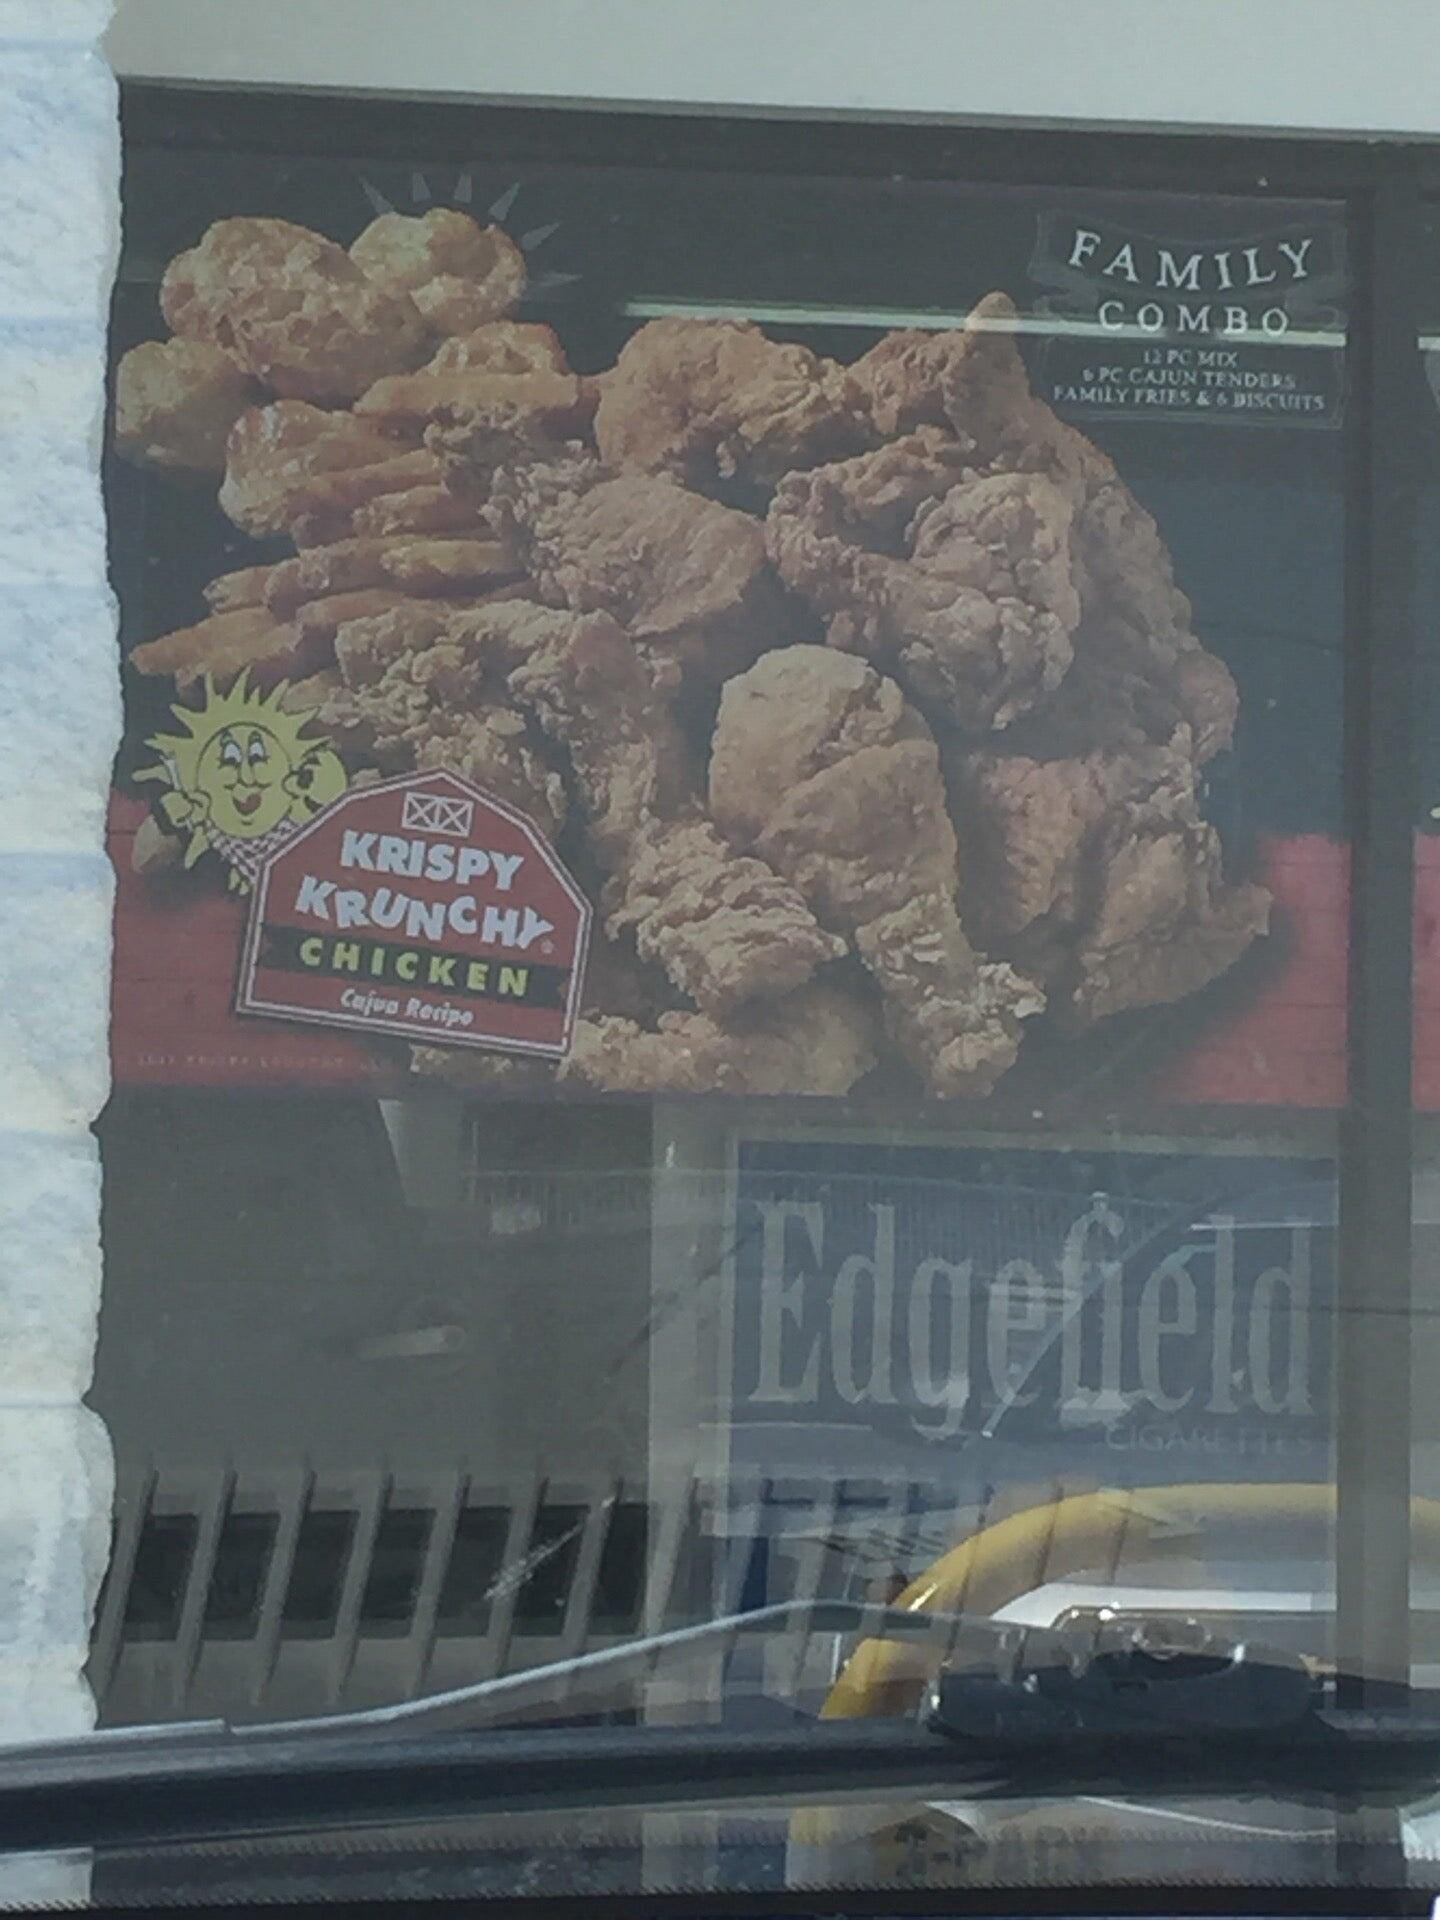 FAMILY
COMBO
12 PC MIX
6 PC CAJUN TENDERS
FAMILY FRIES & 6 BISCUITS
KRISPY
KRUNCHY®
CHICKEN
Cajun Recipe
Edgefield
CIGARETTES